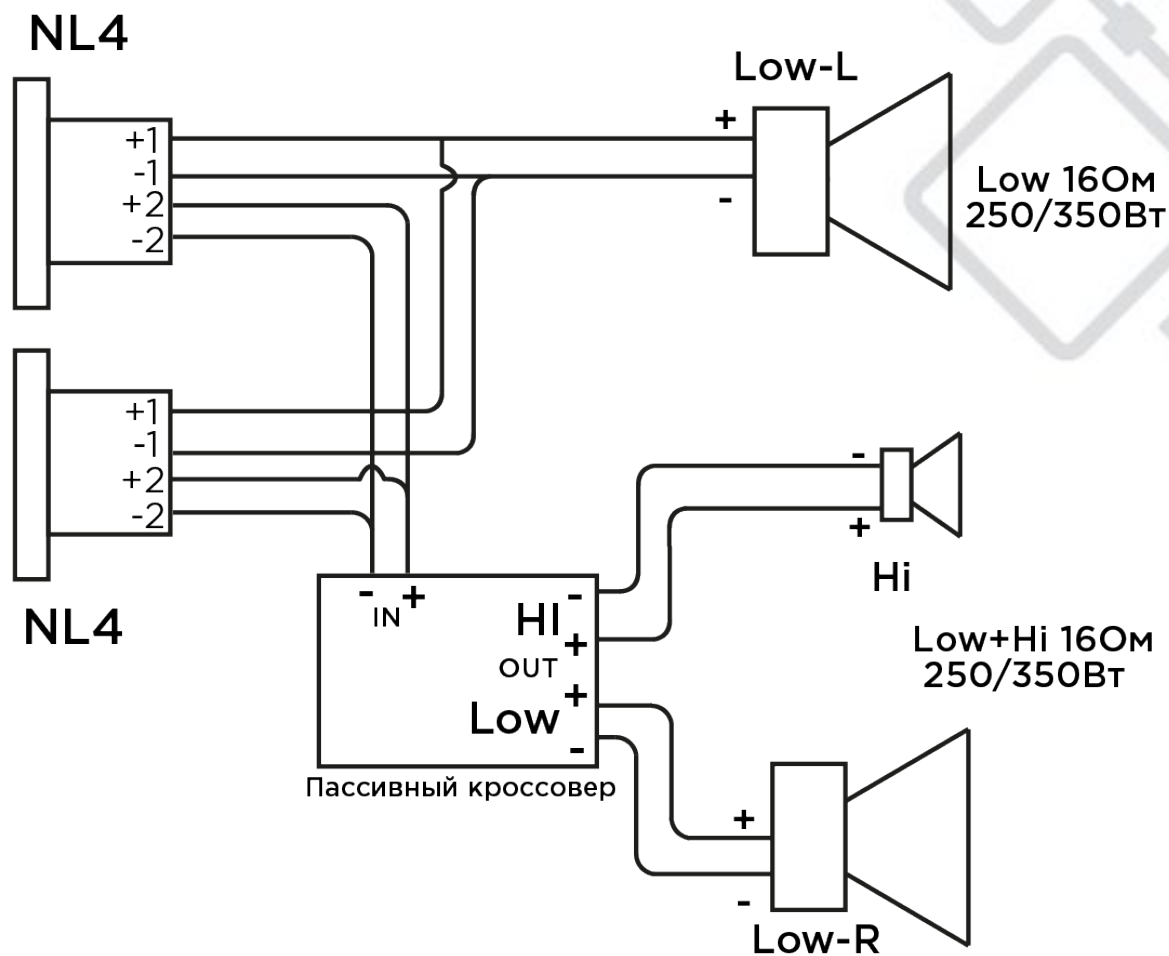 NL4
Low-L
+1
+
-1
+2
-
-2
Low 16Ом
250/350Вт
+1
-1
+2
-2
NL4
-
+
Hi
- +
IN
HI
-
+
OUT
Low
+
-
Пассивный кроссовер
Low+Hi 16Ом
250/350Вт
+
-
Low-R